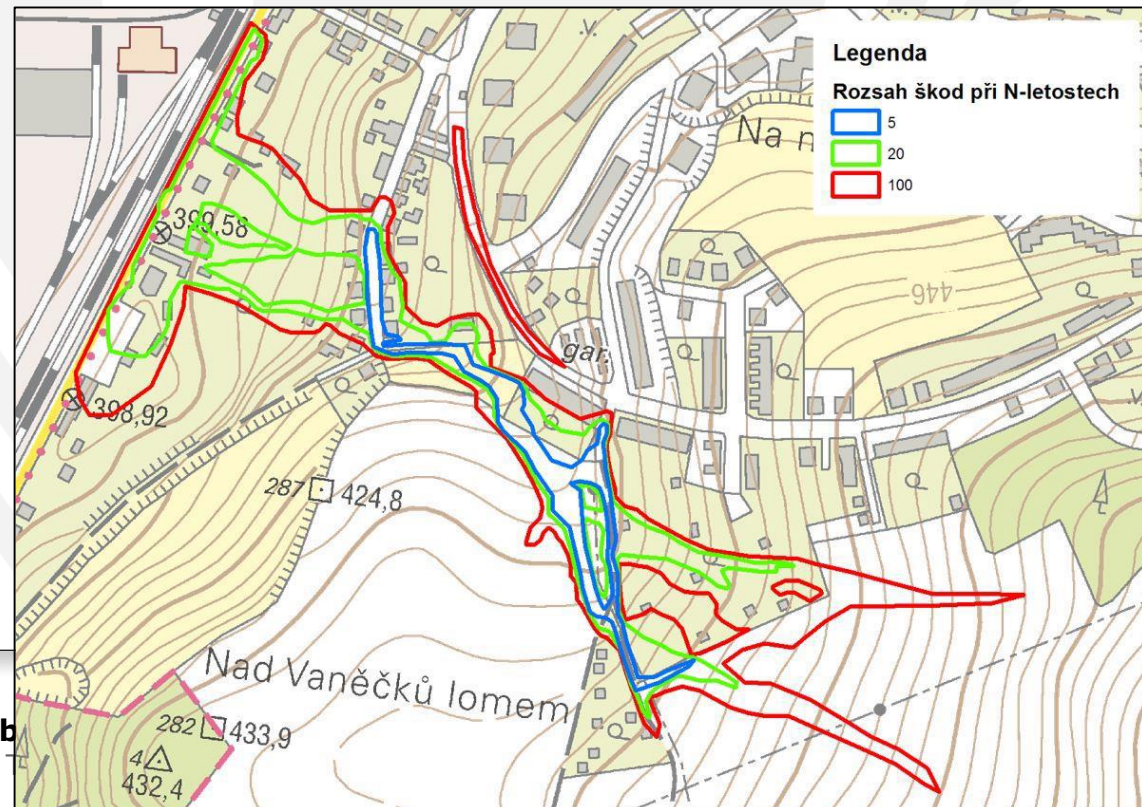 Legenda
Rozsah škod při N-letostech
5
20
100
399,58
446
gar.
398,92
287 424,8
Nad Vaněčků lomem
282 433,9
4
432,4